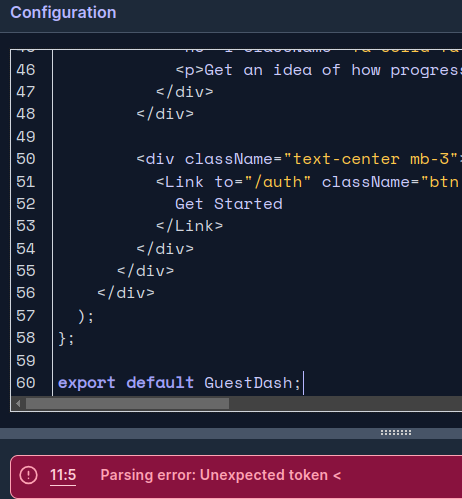 Configuration
46 <p>Get an idea of how progress
47 </div>
48 </div>
49
50 <div className="text-center mb-3">
51 <Link to="/auth" className="btn
52 Get Started
53 </Link>
54 </div>
55 </div>
56 </div>
57 );
58 };
59
60 export default GuestDash;
11:5 Parsing error: Unexpected token <